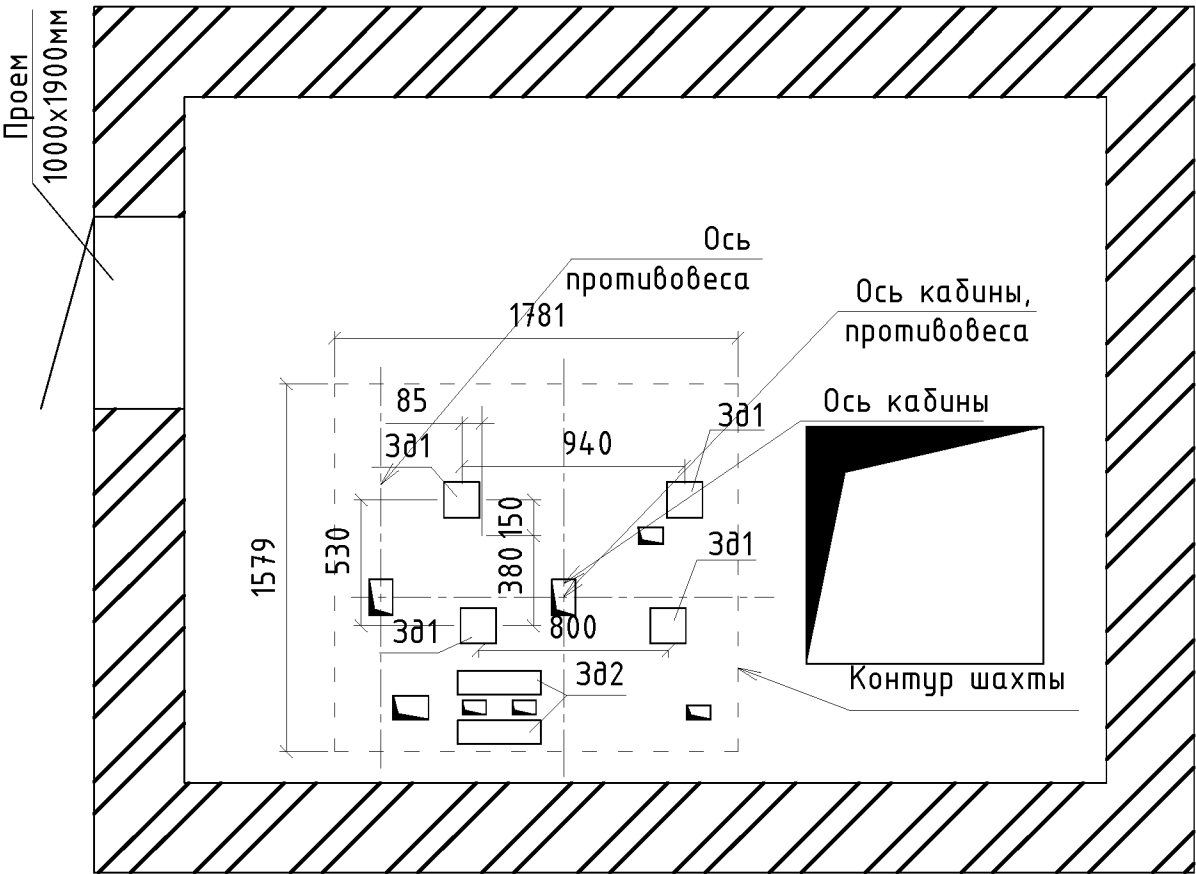 Проем
1000х1900мм
Ось
противовеса
1781
Ось кабины,
противовеса
85
Ось кабины
Зд1
Зд1
940
150
530
380
Зд1
1579
Зд1
800
Зд2
Контур шахты